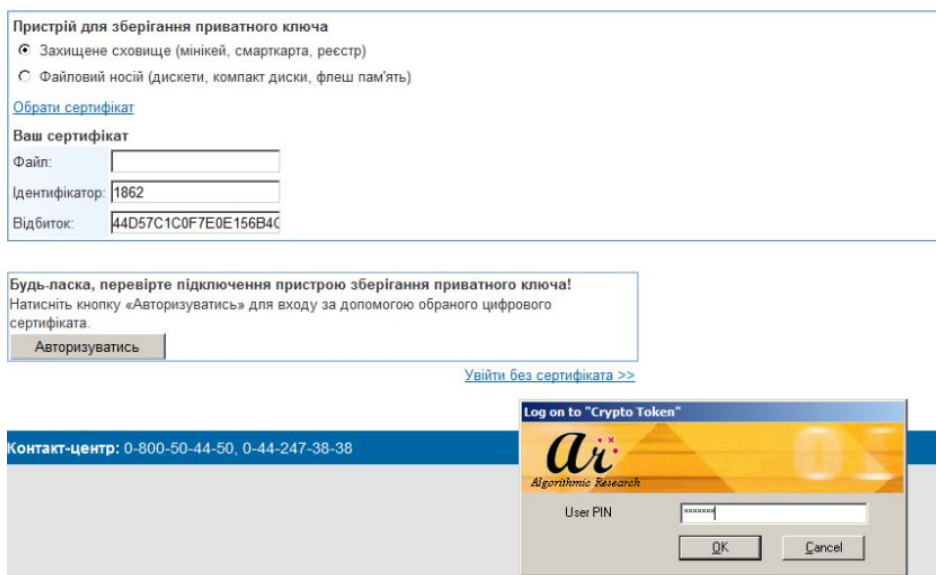 Пристрій для зберігання приватного ключа
Захищене сховище (мінікей, смарткарта, реєстр)
Файловий носій (дискети, компакт диски, флеш пам'ять)
Обрати сертифікат
Ваш сертифікат
Файл:
Ідентифікатор: 1862
Відбиток: 44D57C1C0F7E0E156B4C
Будь-ласка, перевірте підключення пристрою зберігання приватного ключа!
Натисніть кнопку «Авторизуватись» для входу за допомогою обраного цифрового
сертифіката.
Авторизуватись
Увійти без сертифіката >>
Контакт-центр: 0-800-50-44-50, 0-44-247-38-38
Log on to "Crypto Token"
Ar
Algorithmic Research
User PIN
*******
OK
Cancel